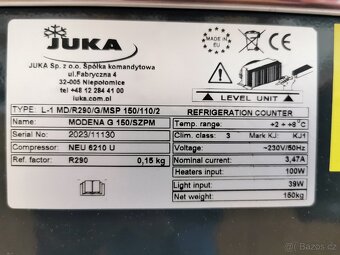 JUKA
JUKA Sp. z o.o. Spółka komandytowa
ul.Fabryczna 4
32-005 Niepołomice
tel +48 12 284 41 00
iuka.com.pl
MADE IN
EU
LEVEL UNIT
TYPE L-1 MD/R290/G/MSP 150/110/2
REFRIGERATION COUNTER
Name: MODENA G 150/SZPM
Temp. range: +2 ÷ +8°C
Serial No: 2023/11130
Clim. class: 3 Mark KJ: KJ1
Compressor: NEU 6210 U
Voltage: ~230V/50Hz
Ref. factor: R290 0,15 kg
Nominal current: 3,47A
Heaters input: 100W
Light input: 39W
Net weight: 150kg